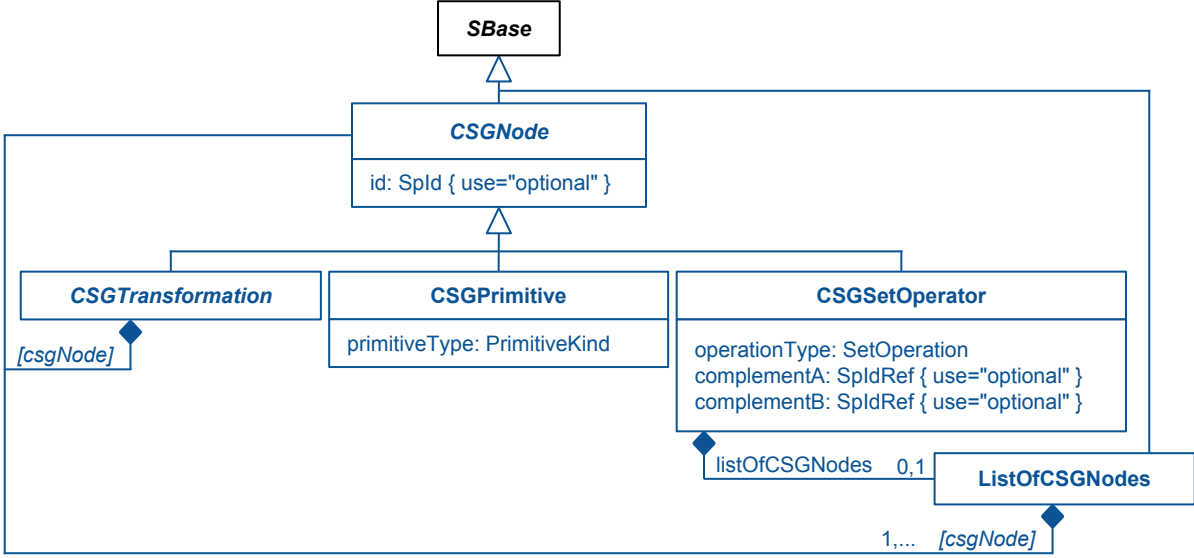 SBase
CSGNode
id: SpId { use="optional" }
CSGTransformation
CSGPrimitive
CSGSetOperator
[csgNode]
primitiveType: PrimitiveKind
operationType: SetOperation
complementA: SpIdRef { use="optional" }
complementB: SpIdRef { use="optional" }
listOfCSGNodes 0,1
ListOfCSGNodes
1,... [csgNode]